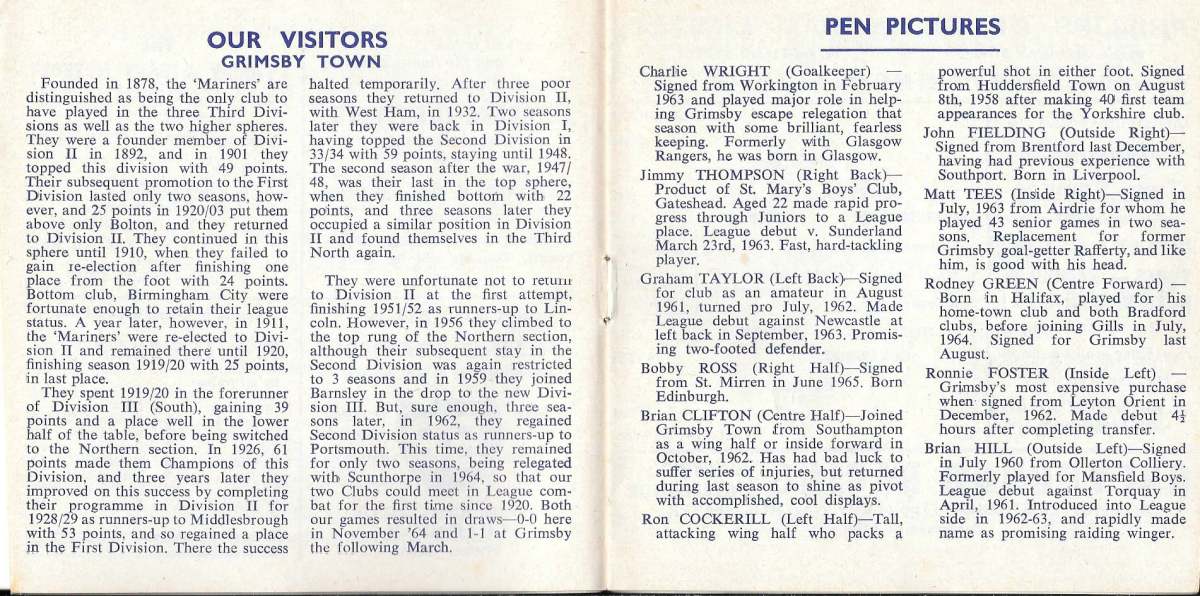 OUR VISITORS
GRIMSBY TOWN
Founded in 1878, the 'Mariners' are
distinguished as being the only club to
have played in the three Third Divi-
sions as well as the two higher spheres.
They were a founder member of Divi-
sion II in 1892, and in 1901 they
topped this division with 49 points.
Their subsequent promotion to the First
Division lasted only two seasons, how-
ever, and 25 points in 1920/03 put them
above only Bolton, and they returned
to Division II. They continued in this
sphere until 1910, when they failed to
gain re-election after finishing one
place from the foot with 24 points.
Bottom club, Birmingham City were
fortunate enough to retain their league
status. A year later, however, in 1911,
the 'Mariners' were re-elected to Divi-
sion II and remained there until 1920,
finishing season 1919/20 with 25 points,
in last place.
They spent 1919/20 in the forerunner
of Division III (South), gaining 39
points and a place well in the lower
half of the table, before being switched
to the Northern section. In 1926, 61
points made them Champions of this
Division, and three years later they
improved on this success by completing
their programme in Division II for
1928/29 as runners-up to Middlesbrough
with 53 points, and so regained a place
in the First Division. There the success
halted temporarily. After three poor
seasons they returned to Division II,
with West Ham, in 1932. Two seasons
later they were back in Division I,
having topped the Second Division in
33/34 with 59 points, staying until 1948.
The second season after the war, 1947/
48, was their last in the top sphere,
when they finished bottom with 22
points, and three seasons later they
occupied a similar position in Division
II and found themselves in the Third
North again.
They were unfortunate not to return
to Division II at the first attempt,
finishing 1951/52 as runners-up to Lin-
coln. However, in 1956 they climbed to
the top rung of the Northern section,
although their subsequent stay in the
Second Division was again restricted
to 3 seasons and in 1959 they joined
Barnsley in the drop to the new Divi-
sion III. But, sure enough, three sea-
sons later, in 1962, they regained
Second Division status as runners-up to
Portsmouth. This time, they remained
for only two seasons, being relegated
with Scunthorpe in 1964, so that our
two Clubs could meet in League com-
bat for the first time since 1920. Both
our games resulted in draws—0-0 here
in November '64 and 1-1 at Grimsby
the following March.
PEN PICTURES
Charlie WRIGHT (Goalkeeper) —
Signed from Workington in February
1963 and played major role in help-
ing Grimsby escape relegation that
season with some brilliant, fearless
keeping. Formerly with Glasgow
Rangers, he was born in Glasgow.
Jimmy THOMPSON (Right Back)—
Product of St. Mary's Boys' Club,
Gateshead. Aged 22 made rapid pro-
gress through Juniors to a League
place. League debut v. Sunderland
March 23rd, 1963. Fast, hard-tackling
player.
Graham TAYLOR (Left Back)—Signed
for club as an amateur in August
1961, turned pro July, 1962. Made
League debut against Newcastle at
left back in September, 1963. Promis-
ing two-footed defender.
Bobby ROSS (Right Half)—Signed
from St. Mirren in June 1965. Born
Edinburgh.
Brian CLIFTON (Centre Half)—Joined
Grimsby Town from Southampton
as a wing half or inside forward in
October, 1962. Has had bad luck to
suffer series of injuries, but returned
during last season to shine as pivot
with accomplished, cool displays.
Ron COCKERILL (Left Half)—Tall,
attacking wing half who packs a
powerful shot in either foot. Signed
from Huddersfield Town on August
8th, 1958 after making 40 first team
appearances for the Yorkshire club.
John FIELDING (Outside Right)—
Signed from Brentford last December,
having had previous experience with
Southport. Born in Liverpool.
Matt TEES (Inside Right)—Signed in
July, 1963 from Airdrie for whom he
played 43 senior games in two sea-
sons, Replacement for former
Grimsby goal-getter Rafferty, and like
him, is good with his head.
Rodney GREEN (Centre Forward) —
Born in Halifax, played for his
home-town club and both Bradford
clubs, before joining Gills in July,
1964. Signed for Grimsby last
August.
Ronnie FOSTER (Inside Left) —
Grimsby's most expensive purchase
when signed from Leyton Orient in
December, 1962. Made debut 4½
hours after completing transfer.
Brian HILL (Outside Left)—Signed
in July 1960 from Ollerton Colliery.
Formerly played for Mansfield Boys.
League debut against Torquay in
April, 1961. Introduced into League
side in 1962-63, and rapidly made
name as promising raiding winger.